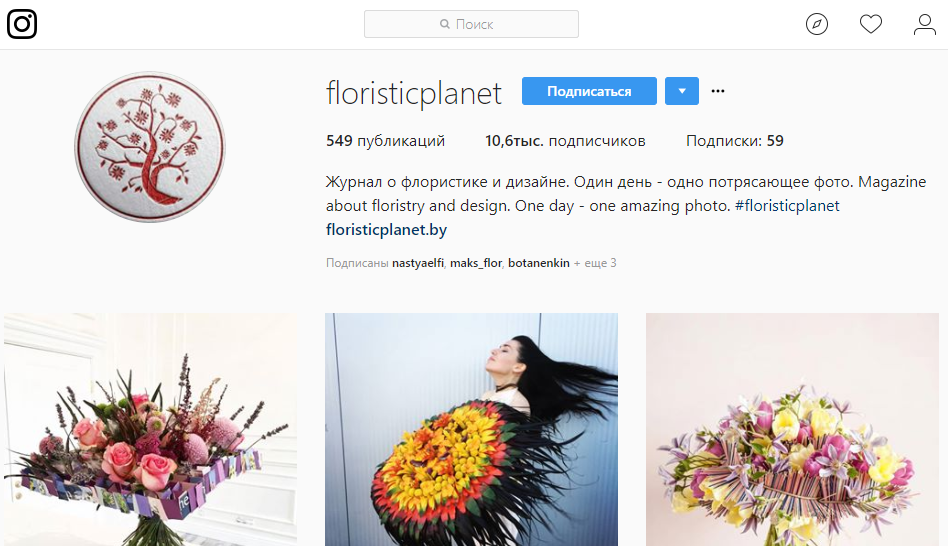 Поиск
floristicplanet Подписаться
549 публикаций 10,6тыс. подписчиков Подписки: 59
Журнал о флористике и дизайне. Один день - одно потрясающее фото. Magazine
about floristry and design. One day - one amazing photo. #floristicplanet
floristicplanet.by
Подписаны nastyaelfi, maks_flor, botanenkin + еще 3